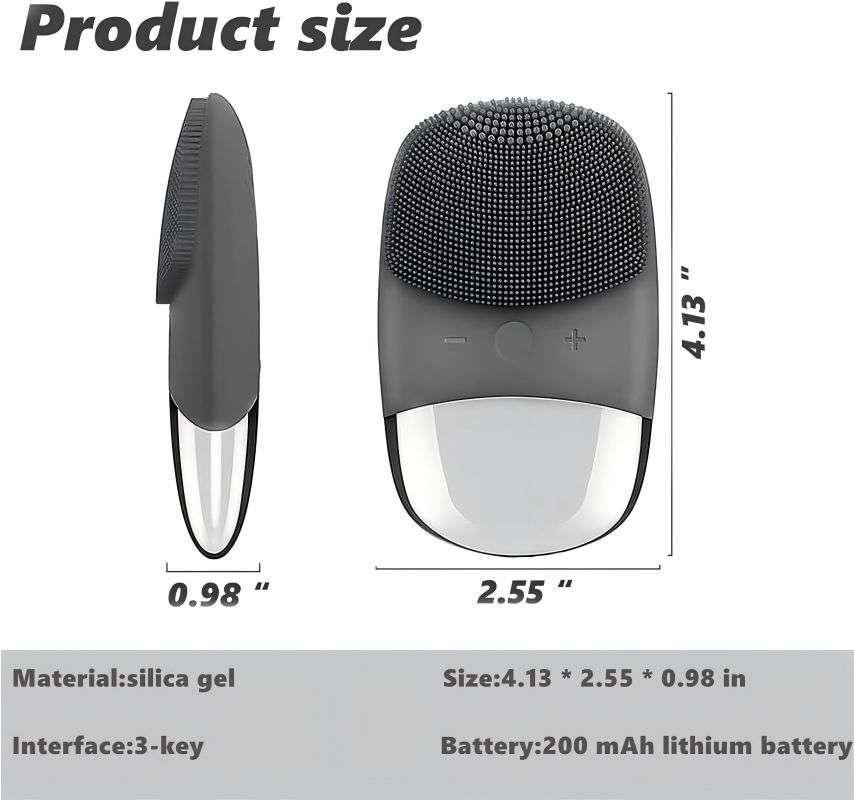 Product size
4.13 "
0.98 “
2.55 “
Material:silica gel
Size:4.13 * 2.55 * 0.98 in
Interface:3-key
Battery:200 mAh lithium battery